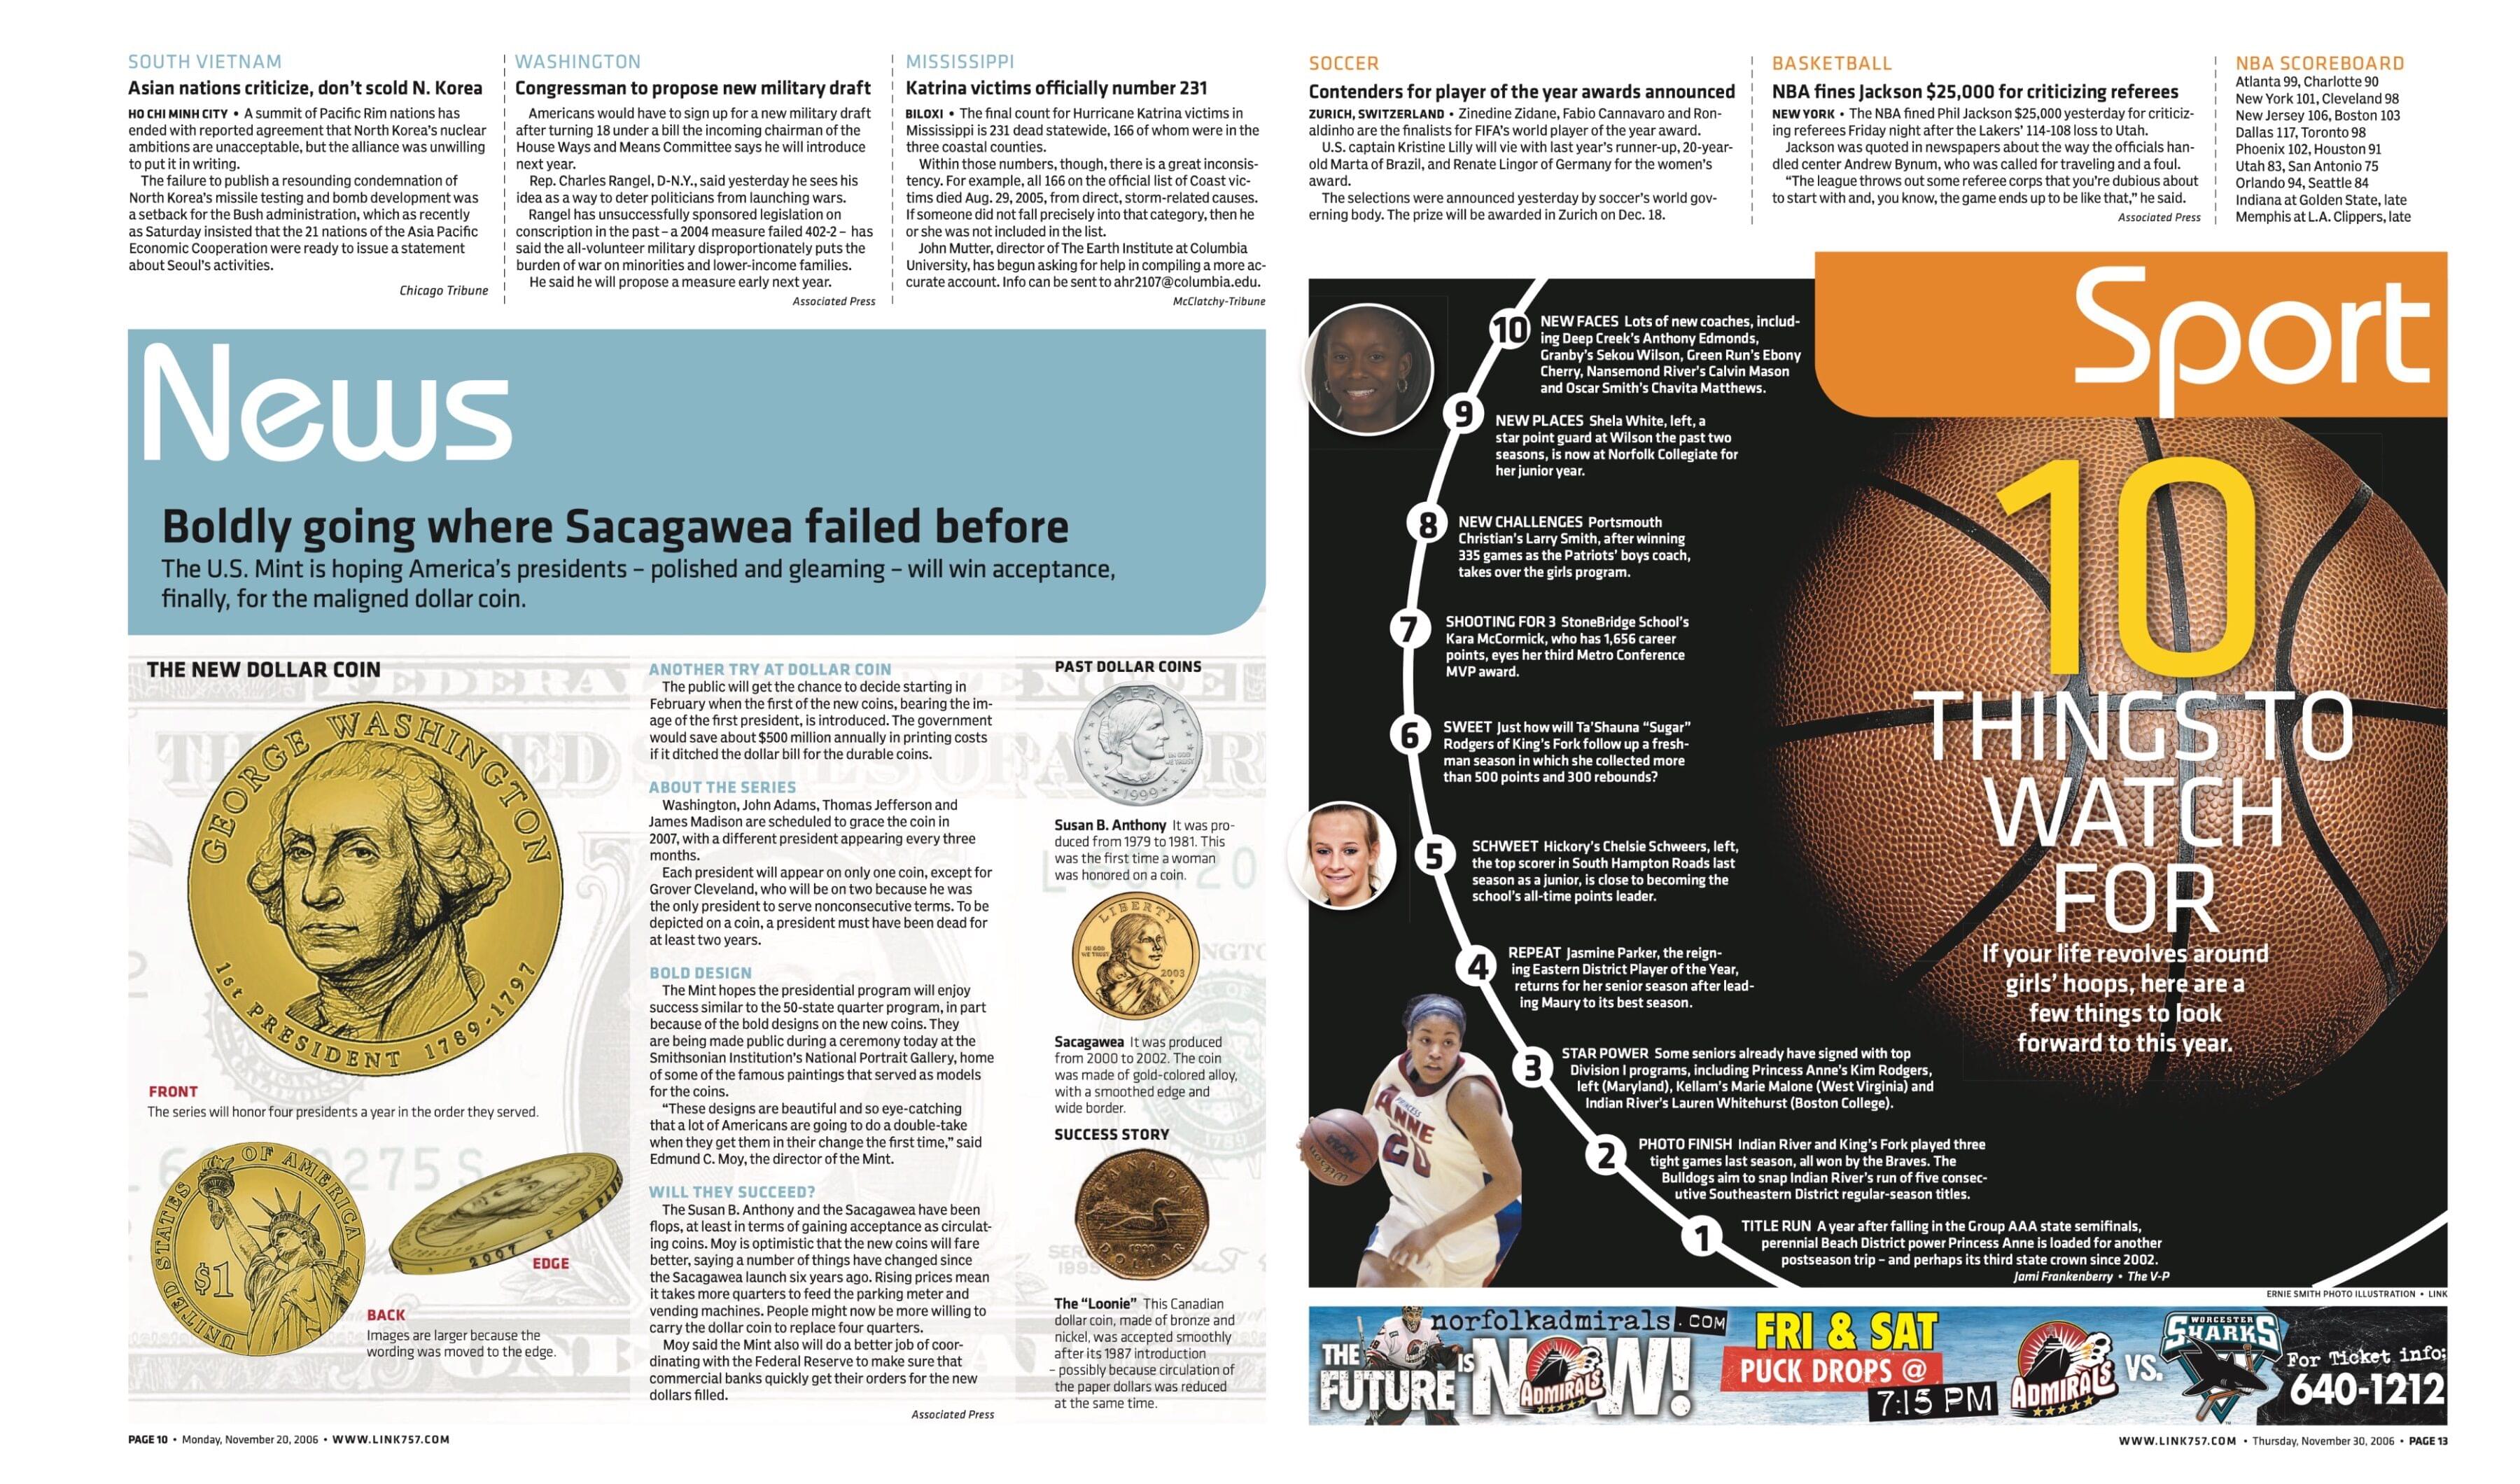 SOUTH VIETNAM
Asian nations criticize, don't scold N. Korea
HO CHI MINH CITY • A summit of Pacific Rim nations has
ended with reported agreement that North Korea's nuclear
ambitions are unacceptable, but the alliance was unwilling
to put it in writing.
The failure to publish a resounding condemnation of
North Korea's missile testing and bomb development was
a setback for the Bush administration, which as recently
as Saturday insisted that the 21 nations of the Asia Pacific
Economic Cooperation were ready to issue a statement
about Seoul's activities.
Chicago Tribune
WASHINGTON
Congressman to propose new military draft
Americans would have to sign up for a new military draft
after turning 18 under a bill the incoming chairman of the
House Ways and Means Committee says he will introduce
next year.
Rep. Charles Rangel, D-N.Y., said yesterday he sees his
idea as a way to deter politicians from launching wars.
Rangel has unsuccessfully sponsored legislation on
conscription in the past – a 2004 measure failed 402-2 – has
said the all-volunteer military disproportionately puts the
burden of war on minorities and lower-income families.
He said he will propose a measure early next year.
Associated Press
MISSISSIPPI
Katrina victims officially number 231
BILOXI • The final count for Hurricane Katrina victims in
Mississippi is 231 dead statewide, 166 of whom were in the
three coastal counties.
Within those numbers, though, there is a great inconsis-
tency. For example, all 166 on the official list of Coast vic-
tims died Aug. 29, 2005, from direct, storm-related causes.
If someone did not fall precisely into that category, then he
or she was not included in the list.
John Mutter, director of The Earth Institute at Columbia
University, has begun asking for help in compiling a more ac-
curate account. Info can be sent to ahr2107@columbia.edu.
McClatchy-Tribune
News
Boldly going where Sacagawea failed before
The U.S. Mint is hoping America's presidents – polished and gleaming – will win acceptance,
finally, for the maligned dollar coin.
THE NEW DOLLAR COIN
GEORGE WASHINGTON
1st PRESIDENT 1789-1797
FRONT
The series will honor four presidents a year in the order they served.
UNITED STATES OF AMERICA
$1
2007 P
EDGE
BACK
Images are larger because the
wording was moved to the edge.
ANOTHER TRY AT DOLLAR COIN
The public will get the chance to decide starting in
February when the first of the new coins, bearing the im-
age of the first president, is introduced. The government
would save about $500 million annually in printing costs
if it ditched the dollar bill for the durable coins.
ABOUT THE SERIES
Washington, John Adams, Thomas Jefferson and
James Madison are scheduled to grace the coin in
2007, with a different president appearing every three
months.
Each president will appear on only one coin, except for
Grover Cleveland, who will be on two because he was
the only president to serve nonconsecutive terms. To be
depicted on a coin, a president must have been dead for
at least two years.
BOLD DESIGN
The Mint hopes the presidential program will enjoy
success similar to the 50-state quarter program, in part
because of the bold designs on the new coins. They
are being made public during a ceremony today at the
Smithsonian Institution's National Portrait Gallery, home
of some of the famous paintings that served as models
for the coins.
"These designs are beautiful and so eye-catching
that a lot of Americans are going to do a double-take
when they get them in their change the first time," said
Edmund C. Moy, the director of the Mint.
WILL THEY SUCCEED?
The Susan B. Anthony and the Sacagawea have been
flops, at least in terms of gaining acceptance as circulat-
ing coins. Moy is optimistic that the new coins will fare
better, saying a number of things have changed since
the Sacagawea launch six years ago. Rising prices mean
it takes more quarters to feed the parking meter and
vending machines. People might now be more willing to
carry the dollar coin to replace four quarters.
Moy said the Mint also will do a better job of coor-
dinating with the Federal Reserve to make sure that
commercial banks quickly get their orders for the new
dollars filled.
Associated Press
PAST DOLLAR COINS
LIBERTY
IN GOD
WE TRUST
1999
Susan B. Anthony It was pro-
duced from 1979 to 1981. This
was the first time a woman
was honored on a coin.
LIBERTY
IN GOD
WE TRUST
2003
Sacagawea It was produced
from 2000 to 2002. The coin
was made of gold-colored alloy,
with a smoothed edge and
wide border.
SUCCESS STORY
CANADA
DOLLAR
The "Loonie" This Canadian
dollar coin, made of bronze and
nickel, was accepted smoothly
after its 1987 introduction
– possibly because circulation of
the paper dollars was reduced
at the same time.
PAGE 10 • Monday, November 20, 2006 • WWW.LINK757.COM
SOCCER
Contenders for player of the year awards announced
ZURICH, SWITZERLAND • Zinedine Zidane, Fabio Cannavaro and Ron-
aldinho are the finalists for FIFA's world player of the year award.
U.S. captain Kristine Lilly will vie with last year's runner-up, 20-year-
old Marta of Brazil, and Renate Lingor of Germany for the women's
award.
The selections were announced yesterday by soccer's world gov-
erning body. The prize will be awarded in Zurich on Dec. 18.
BASKETBALL
NBA fines Jackson $25,000 for criticizing referees
NEW YORK • The NBA fined Phil Jackson $25,000 yesterday for criticiz-
ing referees Friday night after the Lakers' 114-108 loss to Utah.
Jackson was quoted in newspapers about the way the officials han-
dled center Andrew Bynum, who was called for traveling and a foul.
"The league throws out some referee corps that you're dubious about
to start with and, you know, the game ends up to be like that," he said.
Associated Press
NBA SCOREBOARD
Atlanta 99, Charlotte 90
New York 101, Cleveland 98
New Jersey 106, Boston 103
Dallas 117, Toronto 98
Phoenix 102, Houston 91
Utah 83, San Antonio 75
Orlando 94, Seattle 84
Indiana at Golden State, late
Memphis at L.A. Clippers, late
Sport
10
THINGS TO
WATCH
FOR
If your life revolves around
girls' hoops, here are a
few things to look
forward to this year.
10 NEW FACES Lots of new coaches, includ-
ing Deep Creek's Anthony Edmonds,
Granby's Sekou Wilson, Green Run's Ebony
Cherry, Nansemond River's Calvin Mason
and Oscar Smith's Chavita Matthews.
9 NEW PLACES Shela White, left, a
star point guard at Wilson the past two
seasons, is now at Norfolk Collegiate for
her junior year.
8 NEW CHALLENGES Portsmouth
Christian's Larry Smith, after winning
335 games as the Patriots' boys coach,
takes over the girls program.
7 SHOOTING FOR 3 StoneBridge School's
Kara McCormick, who has 1,656 career
points, eyes her third Metro Conference
MVP award.
6 SWEET Just how will Ta'Shauna "Sugar"
Rodgers of King's Fork follow up a fresh-
man season in which she collected more
than 500 points and 300 rebounds?
5 SCHWEET Hickory's Chelsie Schweers, left,
the top scorer in South Hampton Roads last
season as a junior, is close to becoming the
school's all-time points leader.
4 REPEAT Jasmine Parker, the reign-
ing Eastern District Player of the Year,
returns for her senior season after lead-
ing Maury to its best season.
3 STAR POWER Some seniors already have signed with top
Division I programs, including Princess Anne's Kim Rodgers,
left (Maryland), Kellam's Marie Malone (West Virginia) and
Indian River's Lauren Whitehurst (Boston College).
PRINCESS
ANNE
20
2 PHOTO FINISH Indian River and King's Fork played three
tight games last season, all won by the Braves. The
Bulldogs aim to snap Indian River's run of five consec-
utive Southeastern District regular-season titles.
1 TITLE RUN A year after falling in the Group AAA state semifinals,
perennial Beach District power Princess Anne is loaded for another
postseason trip – and perhaps its third state crown since 2002.
Jami Frankenberry • The V-P
ERNIE SMITH PHOTO ILLUSTRATION • LINK
norfolkadmirals.COM
THE FUTURE IS NOW!
ADMIRALS
FRI & SAT
PUCK DROPS @
7:15 PM
ADMIRALS
VS.
WORCESTER
SHARKS
For Ticket info:
640-1212
WWW.LINK757.COM • Thursday, November 30, 2006 • PAGE 13